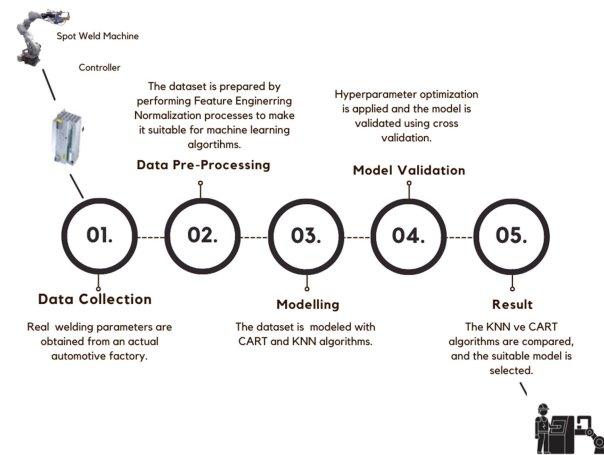 Spot Weld Machine
Controller
The dataset is prepared by
performing Feature Enginerring
Normalization processes to make
it suitable for machine learning
algortihms.
Data Pre-Processing
Hyperparameter optimization
is applied and the model is
validated using cross
validation.
Model Validation
01.
02.
03.
04.
05.
Data Collection
Real welding parameters are
obtained from an actual
automotive factory.
Modelling
The dataset is modeled with
CART and KNN algorithms.
Result
The KNN ve CART
algorithms are compared,
and the suitable model is
selected.